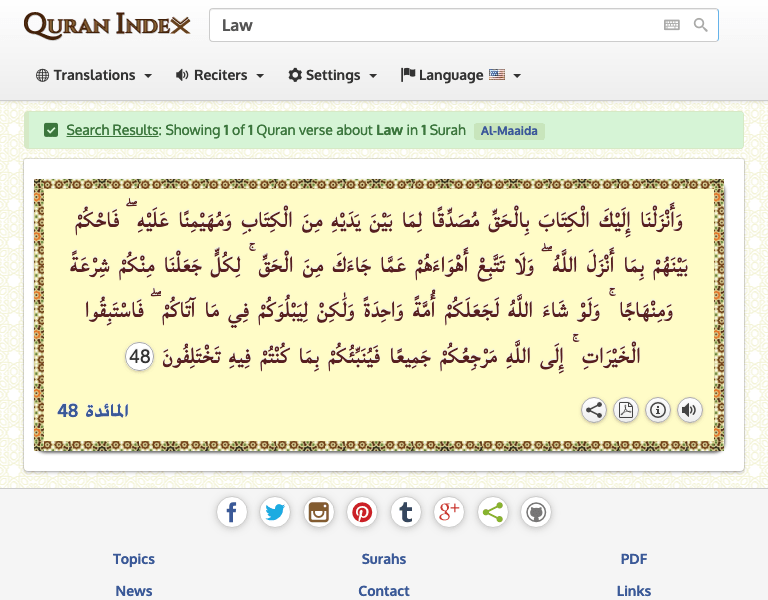 QURAN INDEX
Law
Translations
Reciters
Settings
Language
Search Results: Showing 1 of 1 Quran verse about Law in 1 Surah Al-Maaida
وَأَنْزَلْنَا إِلَيْكَ الْكِتَابَ بِالْحَقِّ مُصَدِّقًا لِمَا بَيْنَ يَدَيْهِ مِنَ الْكِتَابِ وَمُهَيْمِنًا عَلَيْهِ ۖ فَاحْكُمْ
بَيْنَهُمْ بِمَا أَنْزَلَ اللَّهُ ۖ وَلَا تَتَّبِعْ أَهْوَاءَهُمْ عَمَّا جَاءَكَ مِنَ الْحَقِّ ۚ لِكُلٍّ جَعَلْنَا مِنْكُمْ شِرْعَةً
وَمِنْهَاجًا ۚ وَلَوْ شَاءَ اللَّهُ لَجَعَلَكُمْ أُمَّةً وَاحِدَةً وَلَٰكِنْ لِيَبْلُوَكُمْ فِي مَا آتَاكُمْ ۖ فَاسْتَبِقُوا
الْخَيْرَاتِ ۚ إِلَى اللَّهِ مَرْجِعُكُمْ جَمِيعًا فَيُنَبِّئُكُمْ بِمَا كُنْتُمْ فِيهِ تَخْتَلِفُونَ 48
المائدة 48
Topics
Surahs
PDF
News
Contact
Links